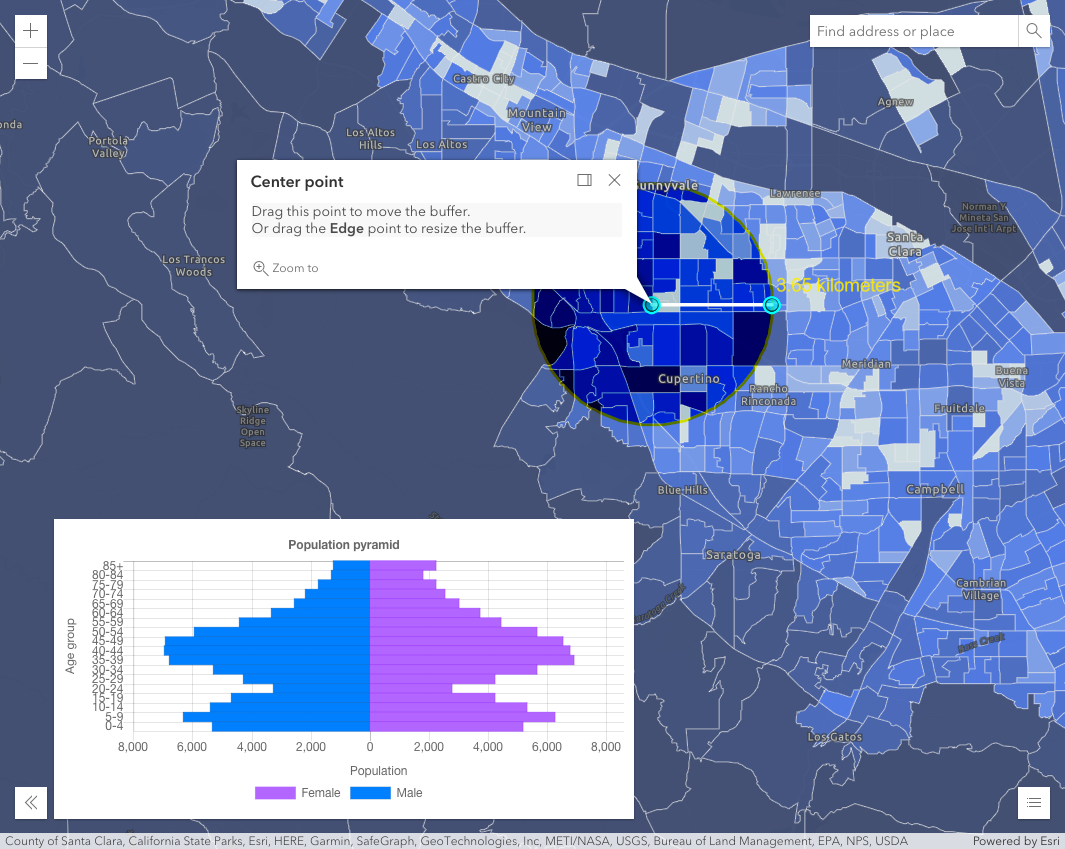 +
−
Find address or place
Castro City
Agnew
Mountain
View
onda
Portola
Valley
Los Altos
Hills
Los Altos
Center point
Drag this point to move the buffer.
Or drag the Edge point to resize the buffer.
Zoom to
Sunnyvale
Lawrence
Norman Y
Mineta San
Jose Int'l Arpt
Santa
Clara
Los Trancos
Woods
3.65 kilometers
Meridian
Buena
Vista
Cupertino
Rancho
Rinconada
Fruitdale
Skyline
Ridge
Open
Space
Blue Hills
Campbell
Saratoga
Cambrian
Village
Los Gatos
Population pyramid
Age group
85+
80-84
75-79
70-74
65-69
60-64
55-59
50-54
45-49
40-44
35-39
30-34
25-29
20-24
15-19
10-14
5-9
0-4
8,000 6,000 4,000 2,000 0 2,000 4,000 6,000 8,000
Population
Female Male
County of Santa Clara, California State Parks, Esri, HERE, Garmin, SafeGraph, GeoTechnologies, Inc, METI/NASA, USGS, Bureau of Land Management, EPA, NPS, USDA Powered by Esri